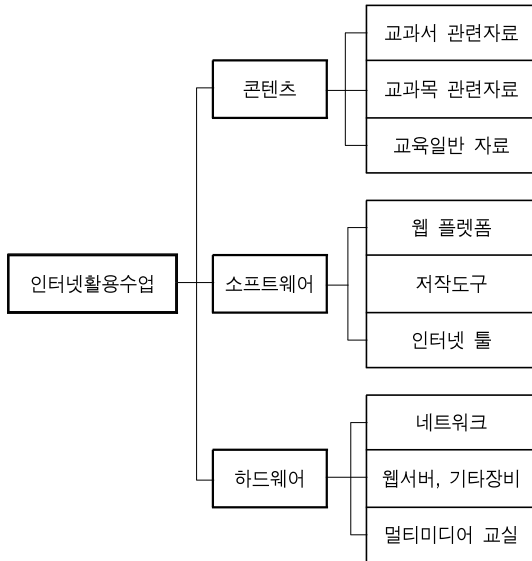 인터넷활용수업
콘텐츠
교과서 관련자료
교과목 관련자료
교육일반 자료
소프트웨어
웹 플렛폼
저작도구
인터넷 툴
하드웨어
네트워크
웹서버, 기타장비
멀티미디어 교실